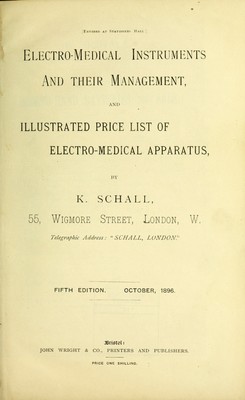 [Entered at Stationers' Hall.]
ELECTRO-MEDICAL INSTRUMENTS
AND THEIR MANAGEMENT,
AND
ILLUSTRATED PRICE LIST OF
ELECTRO-MEDICAL APPARATUS,
BY
K. SCHALL,
55, WIGMORE STREET, LONDON, W.
Telegraphic Address: "SCHALL, LONDON."
FIFTH EDITION. OCTOBER, 1896.
Bristol:
JOHN WRIGHT & CO., PRINTERS AND PUBLISHERS.
PRICE ONE SHILLING.